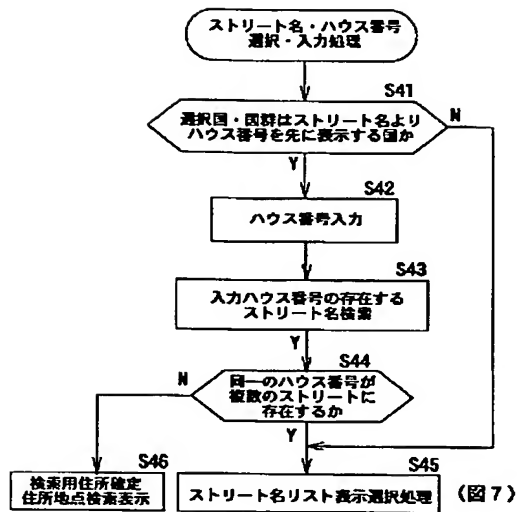 ストリート名・ハウス番号
選択・入力処理
S41
選択国・国群はストリート名より
ハウス番号を先に表示する国か
N
Y
S42
ハウス番号入力
S43
入力ハウス番号の存在する
ストリート名検索
Y
S44
同一のハウス番号が
複数のストリートに
存在するか
N
Y
S46
検索用住所確定
住所地点検索表示
S45
ストリート名リスト表示選択処理
(図7)